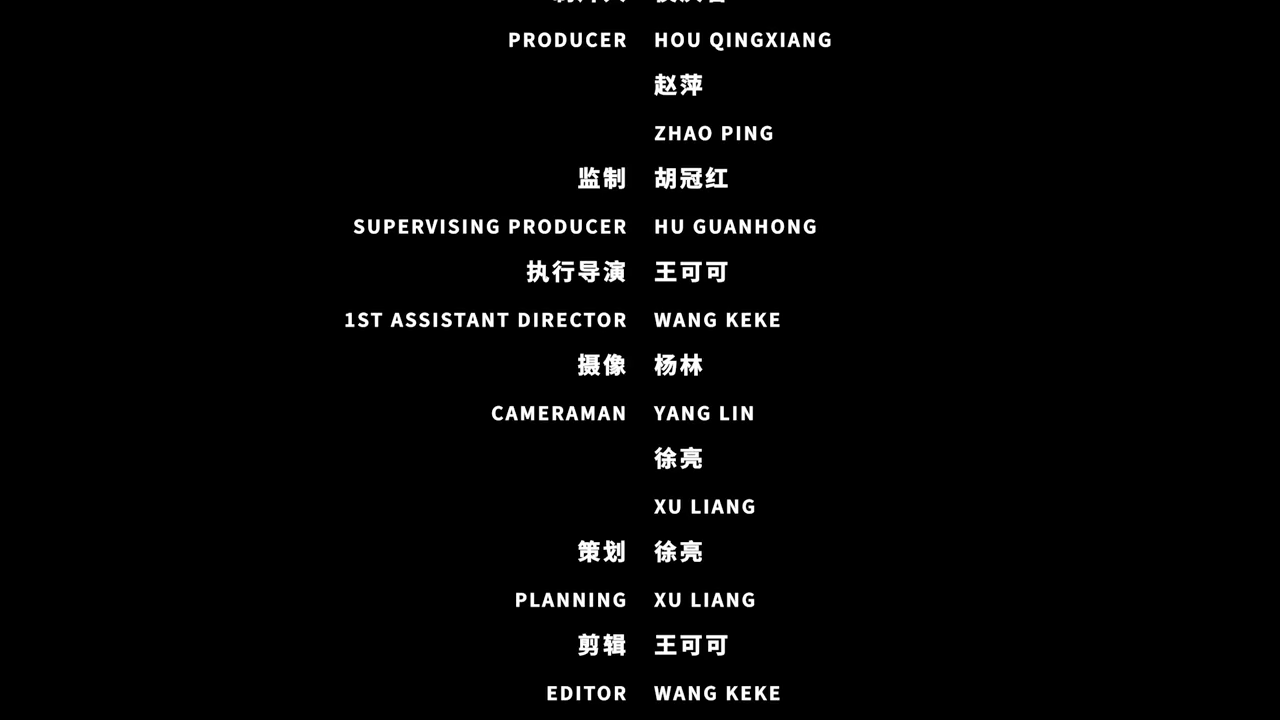 PRODUCER HOU QINGXIANG
赵萍
ZHAO PING
监制 胡冠红
SUPERVISING PRODUCER HU GUANHONG
执行导演 王可可
1ST ASSISTANT DIRECTOR WANG KEKE
摄像 杨林
CAMERAMAN YANG LIN
徐亮
XU LIANG
策划 徐亮
PLANNING XU LIANG
剪辑 王可可
EDITOR WANG KEKE